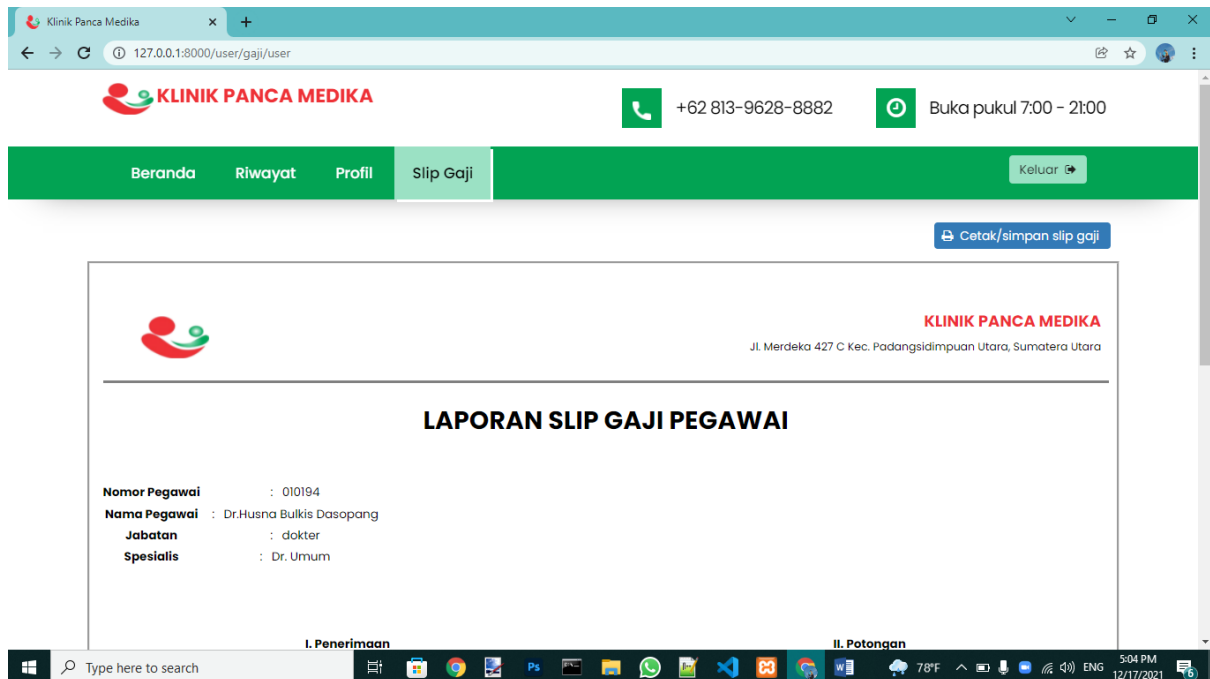 Klinik Panca Medika
127.0.0.1:8000/user/gaji/user
KLINIK PANCA MEDIKA
+62 813-9628-8882
Buka pukul 7:00 - 21:00
Beranda Riwayat Profil Slip Gaji Keluar
Cetak/simpan slip gaji
KLINIK PANCA MEDIKA
Jl. Merdeka 427 C Kec. Padangsidimpuan Utara, Sumatera Utara
LAPORAN SLIP GAJI PEGAWAI
Nomor Pegawai : 010194
Nama Pegawai : Dr.Husna Bulkis Dasopang
Jabatan : dokter
Spesialis : Dr. Umum
I. Penerimaan II. Potongan
Type here to search Ps 78°F ENG 5:04 PM
12/17/2021 6